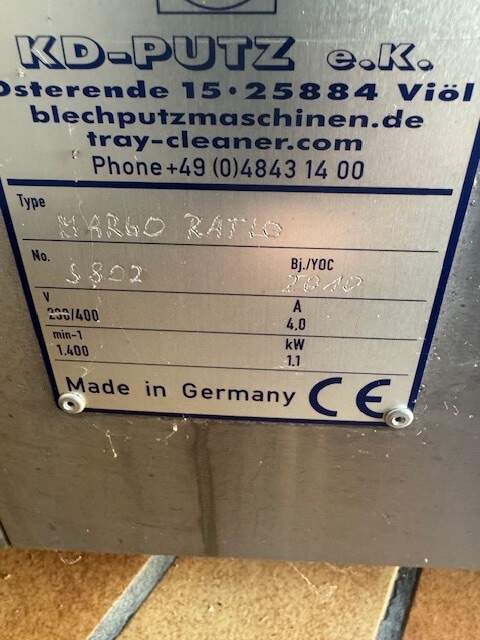 KD-PUTZ e.K.
Osterende 15 · 25884 Viöl
blechputzmaschinen.de
tray-cleaner.com
Phone +49 (0)4843 14 00
Type
MARGO RATIO
No.
5802
Bj./YOC
2010
V
230/400
A
4,0
min-1
1.400
kW
1,1
Made in Germany CE